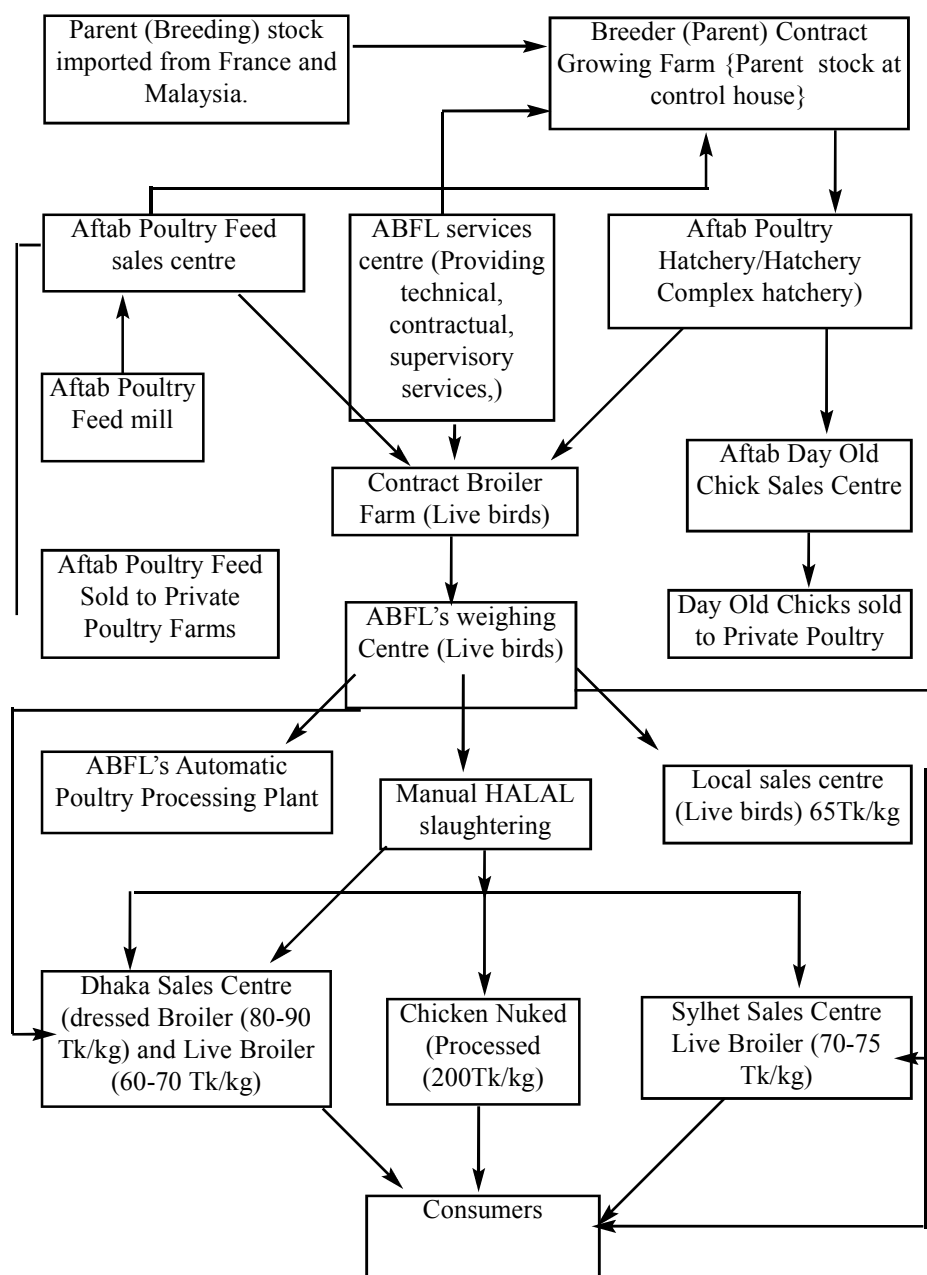 Parent (Breeding) stock
imported from France and
Malaysia.
Breeder (Parent) Contract
Growing Farm {Parent stock at
control house}
Aftab Poultry Feed
sales centre
ABFL services
centre (Providing
technical,
contractual,
supervisory
services,)
Aftab Poultry
Hatchery/Hatchery
Complex hatchery)
Aftab Poultry
Feed mill
Contract Broiler
Farm (Live birds)
Aftab Day Old
Chick Sales Centre
Aftab Poultry Feed
Sold to Private
Poultry Farms
ABFL's weighing
Centre (Live birds)
Day Old Chicks sold
to Private Poultry
ABFL's Automatic
Poultry Processing Plant
Manual HALAL
slaughtering
Local sales centre
(Live birds) 65Tk/kg
Dhaka Sales Centre
(dressed Broiler (80-90
Tk/kg) and Live Broiler
(60-70 Tk/kg)
Chicken Nuked
(Processed
(200Tk/kg)
Sylhet Sales Centre
Live Broiler (70-75
Tk/kg)
Consumers